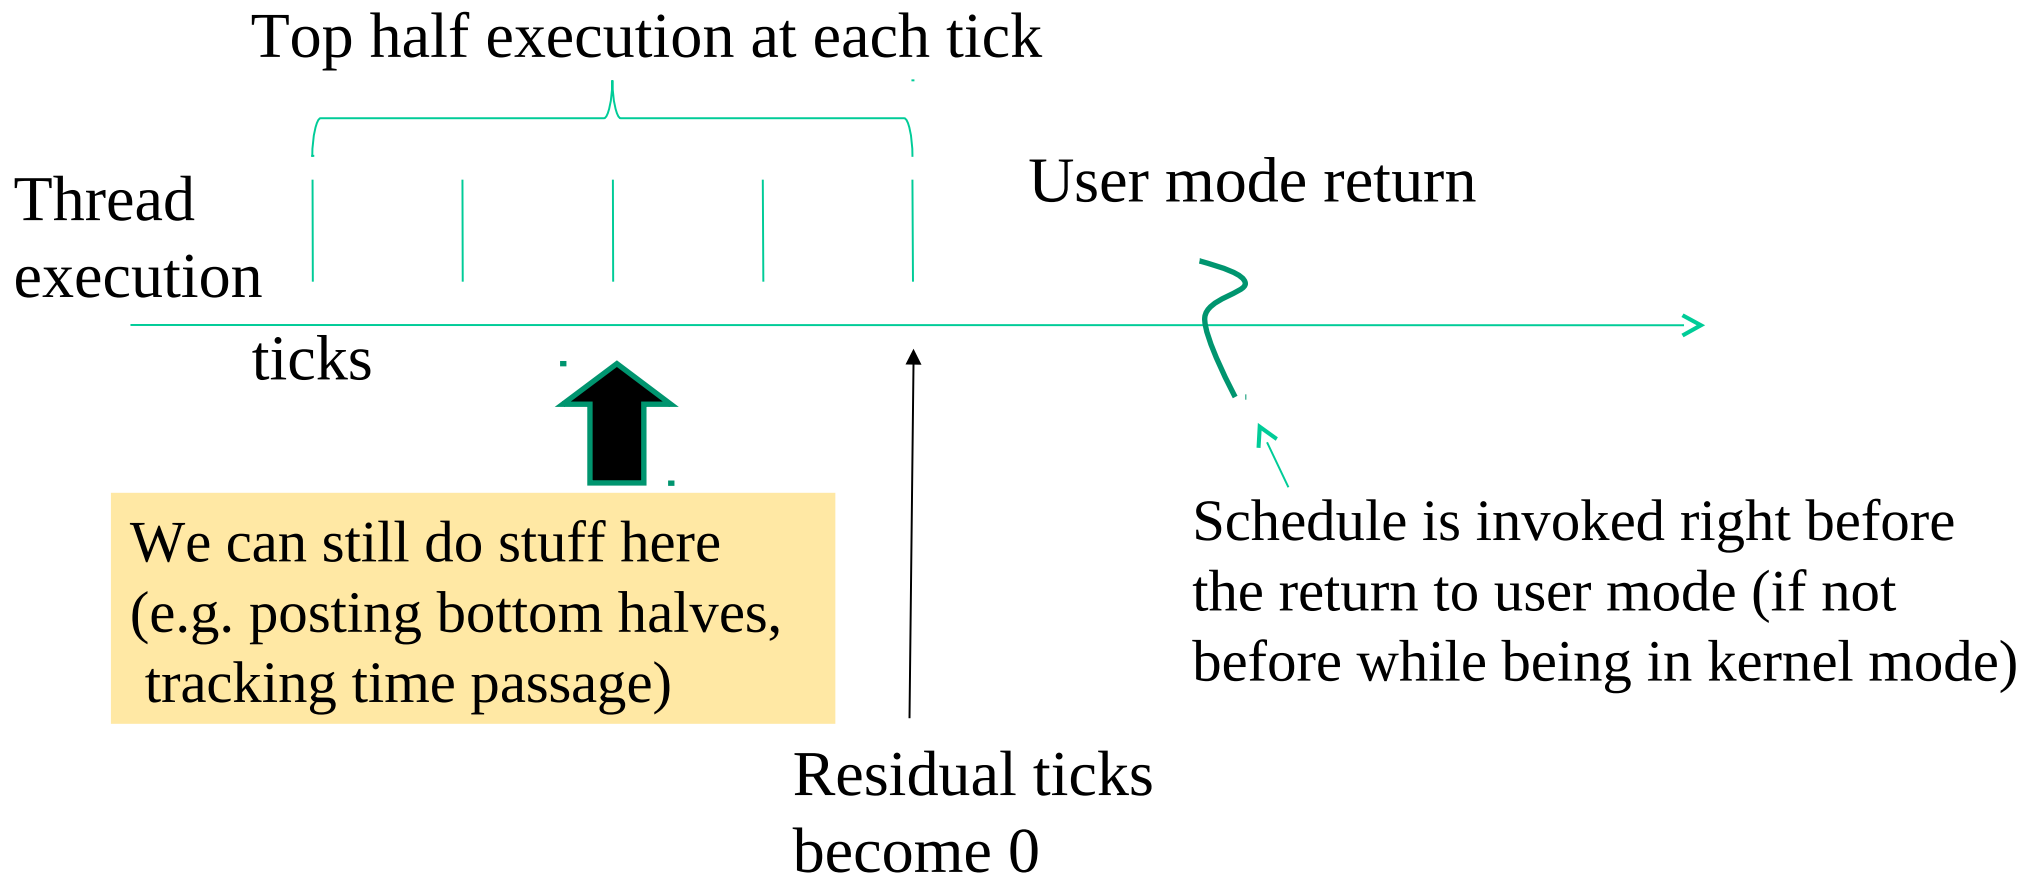 Top half execution at each tick
User mode return
Thread
execution
ticks
We can still do stuff here
(e.g. posting bottom halves,
tracking time passage)
Schedule is invoked right before
the return to user mode (if not
before while being in kernel mode)
Residual ticks
become 0